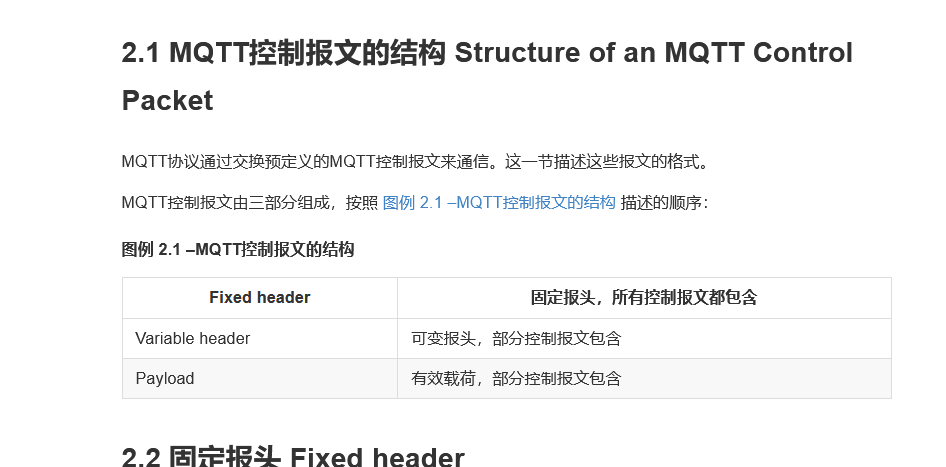 2.1 MQTT控制报文的结构 Structure of an MQTT Control
Packet
MQTT协议通过交换预定义的MQTT控制报文来通信。这一节描述这些报文的格式。
MQTT控制报文由三部分组成，按照 图例 2.1 –MQTT控制报文的结构 描述的顺序：
图例 2.1 –MQTT控制报文的结构
Fixed header 固定报头，所有控制报文都包含
Variable header 可变报头，部分控制报文包含
Payload 有效载荷，部分控制报文包含
2.2 固定报头 Fixed header